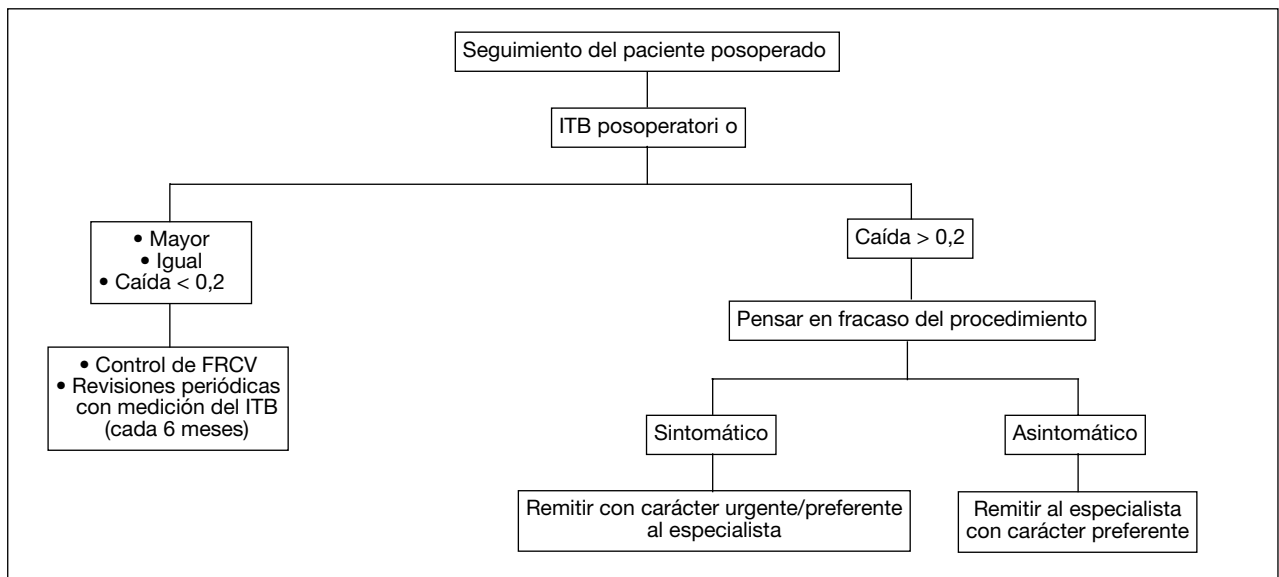 Seguimiento del paciente posoperado
ITB posoperatori o
• Mayor
• Igual
• Caída < 0,2
• Control de FRCV
• Revisiones periódicas
con medición del ITB
(cada 6 meses)
Caída > 0,2
Pensar en fracaso del procedimiento
Sintomático
Remitir con carácter urgente/preferente
al especialista
Asintomático
Remitir al especialista
con carácter preferente